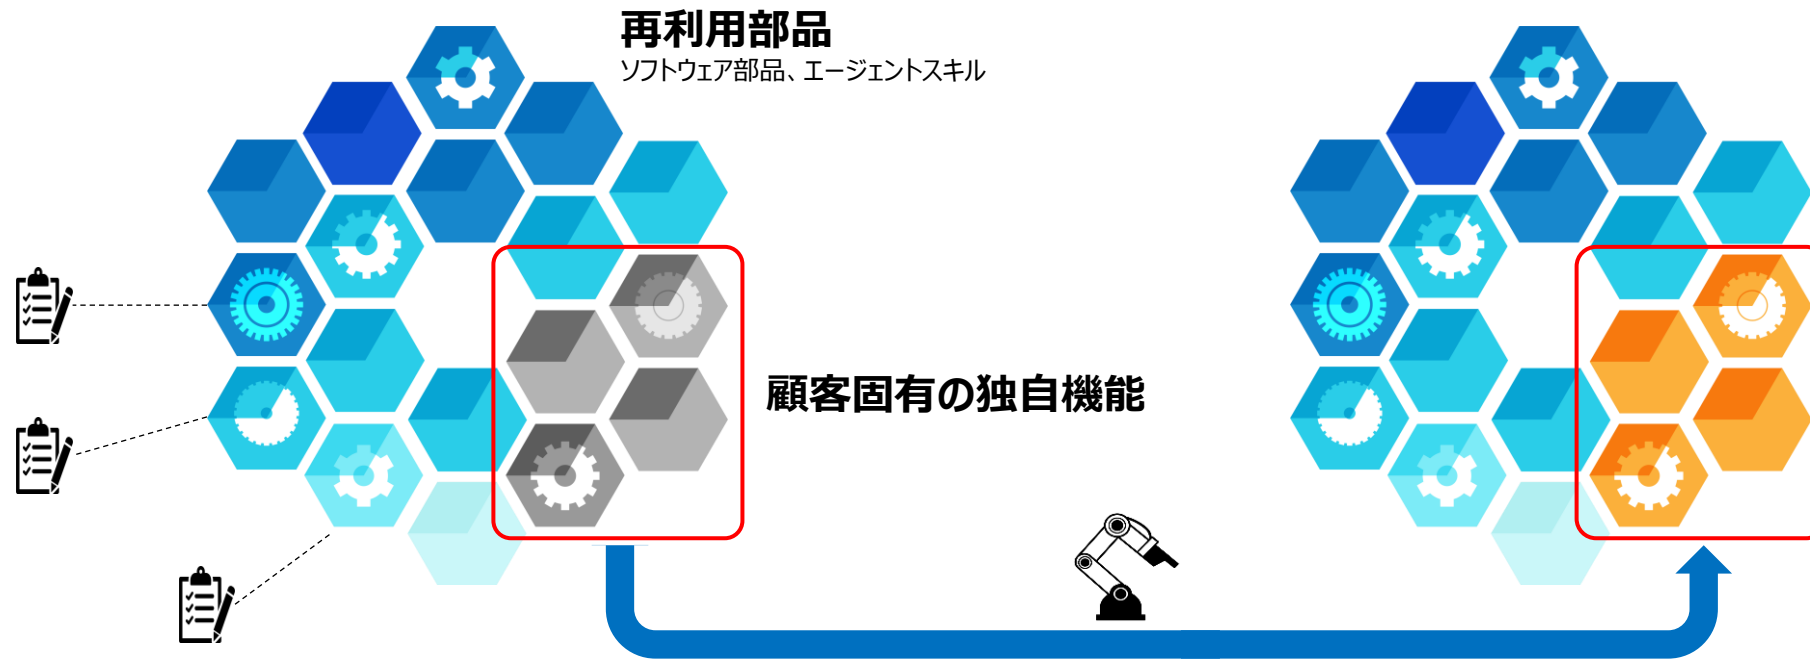 再利用部品
ソフトウェア部品、エージェントスキル
顧客固有の独自機能